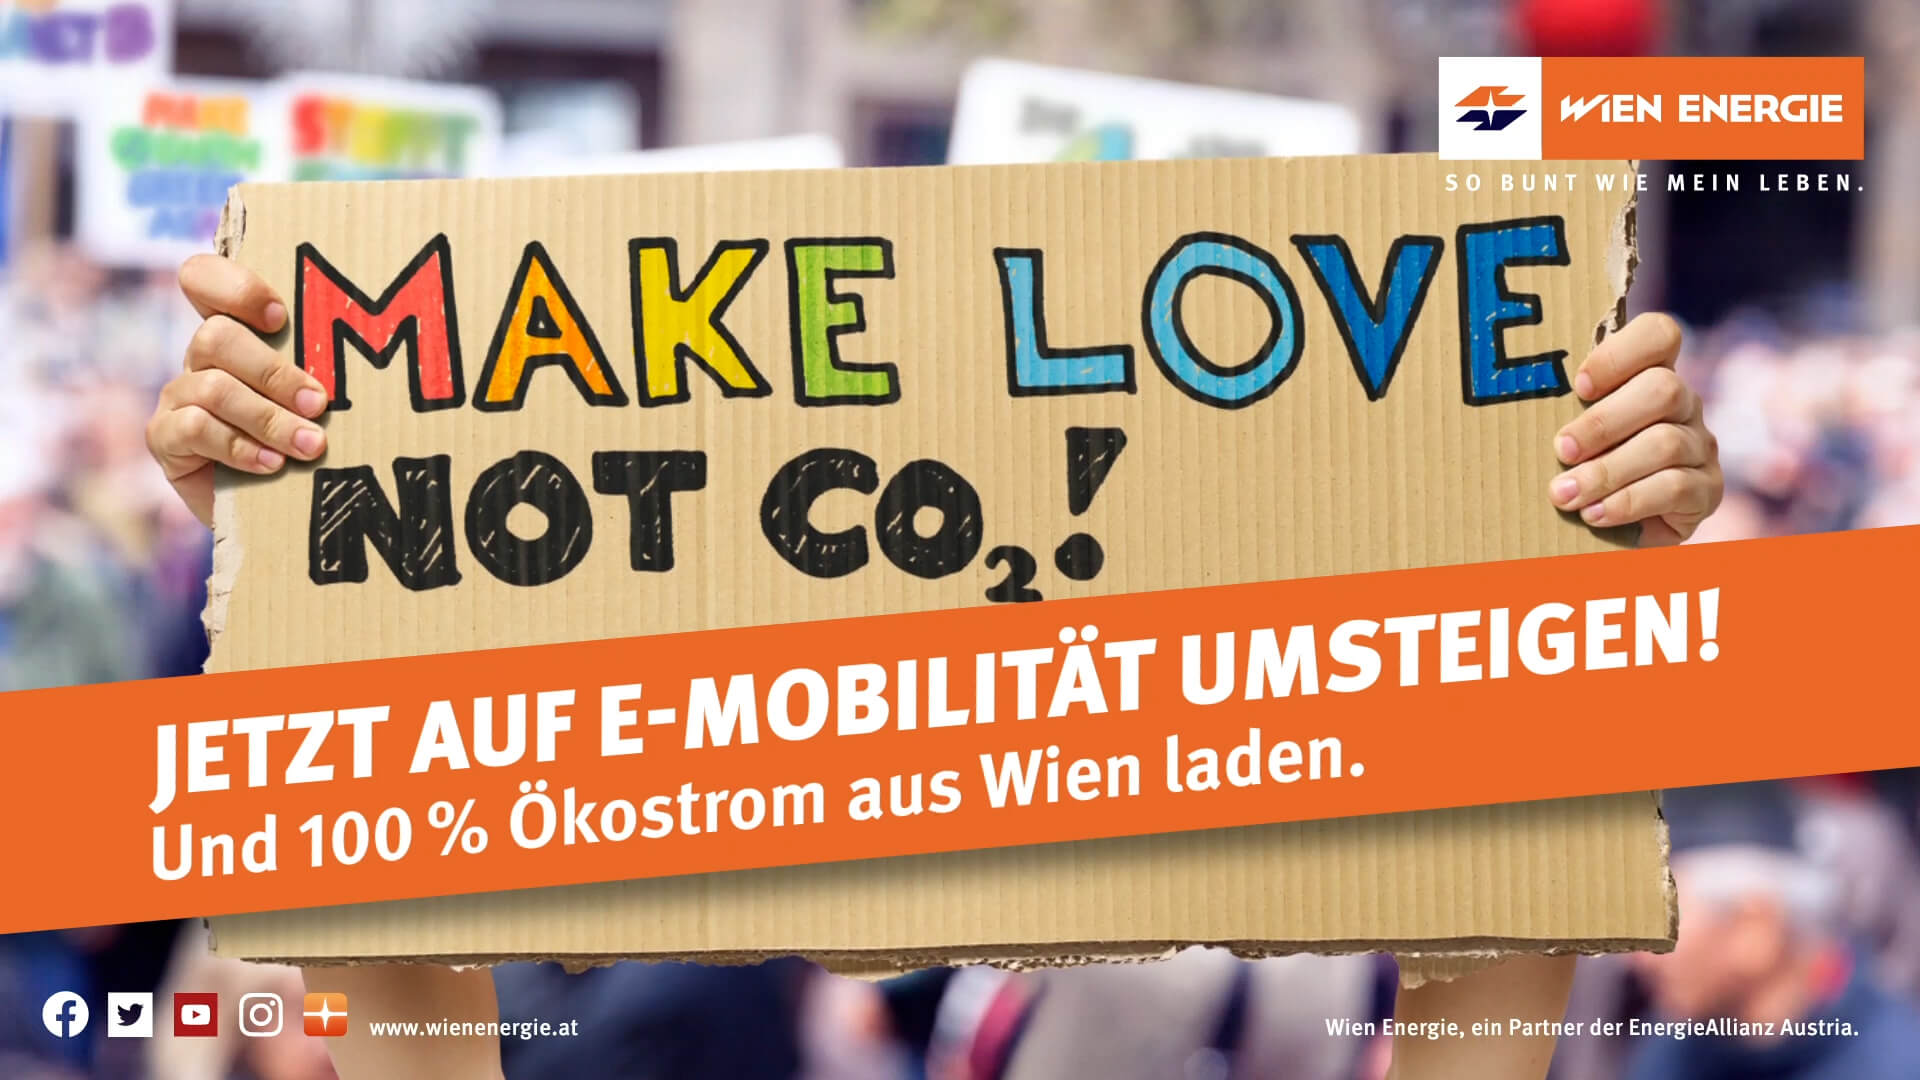 WIEN ENERGIE
SO BUNT WIE MEIN LEBEN.
MAKE LOVE
NOT CO₂!
JETZT AUF E-MOBILITÄT UMSTEIGEN!
Und 100 % Ökostrom aus Wien laden.
www.wienenergie.at
Wien Energie, ein Partner der EnergieAllianz Austria.